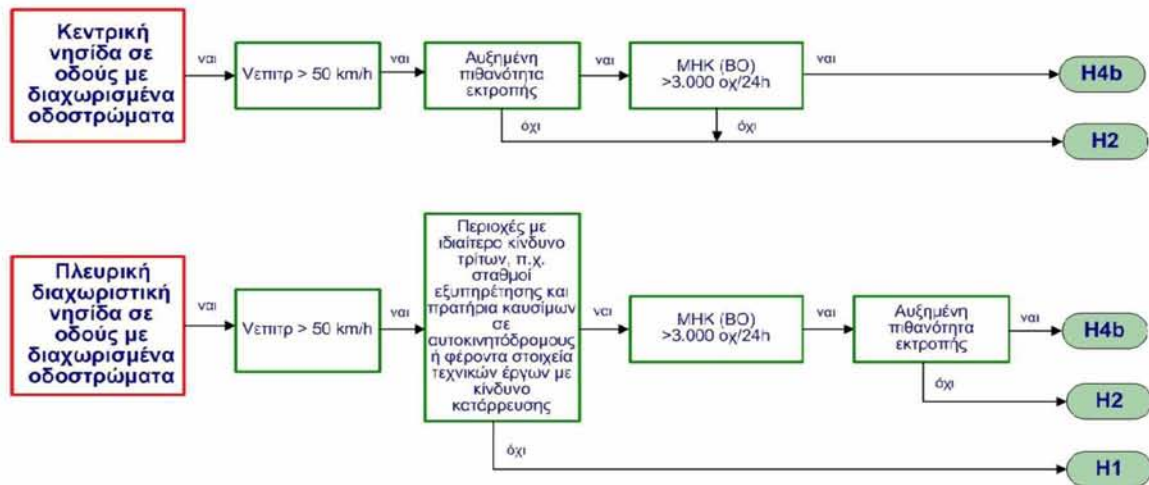 Κεντρική
νησίδα σε
οδούς με
διαχωρισμένα
οδοστρώματα
ναι
Vεπιτρ > 50 km/h
ναι
Αυξημένη
πιθανότητα
εκτροπής
ναι
ΜΗΚ (ΒΟ)
>3.000 οχ/24h
ναι
H4b
όχι
όχι
H2
Πλευρική
διαχωριστική
νησίδα σε
οδούς με
διαχωρισμένα
οδοστρώματα
ναι
Vεπιτρ > 50 km/h
ναι
Περιοχές με
ιδιαίτερο κίνδυνο
τρίτων, π.χ.
σταθμοί
εξυπηρέτησης και
πρατήρια καυσίμων
σε
αυτοκινητόδρομους
ή φέροντα στοιχεία
τεχνικών έργων με
κίνδυνο
κατάρρευσης
ναι
ΜΗΚ (ΒΟ)
>3.000 οχ/24h
ναι
Αυξημένη
πιθανότητα
εκτροπής
ναι
H4b
όχι
H2
όχι
H1